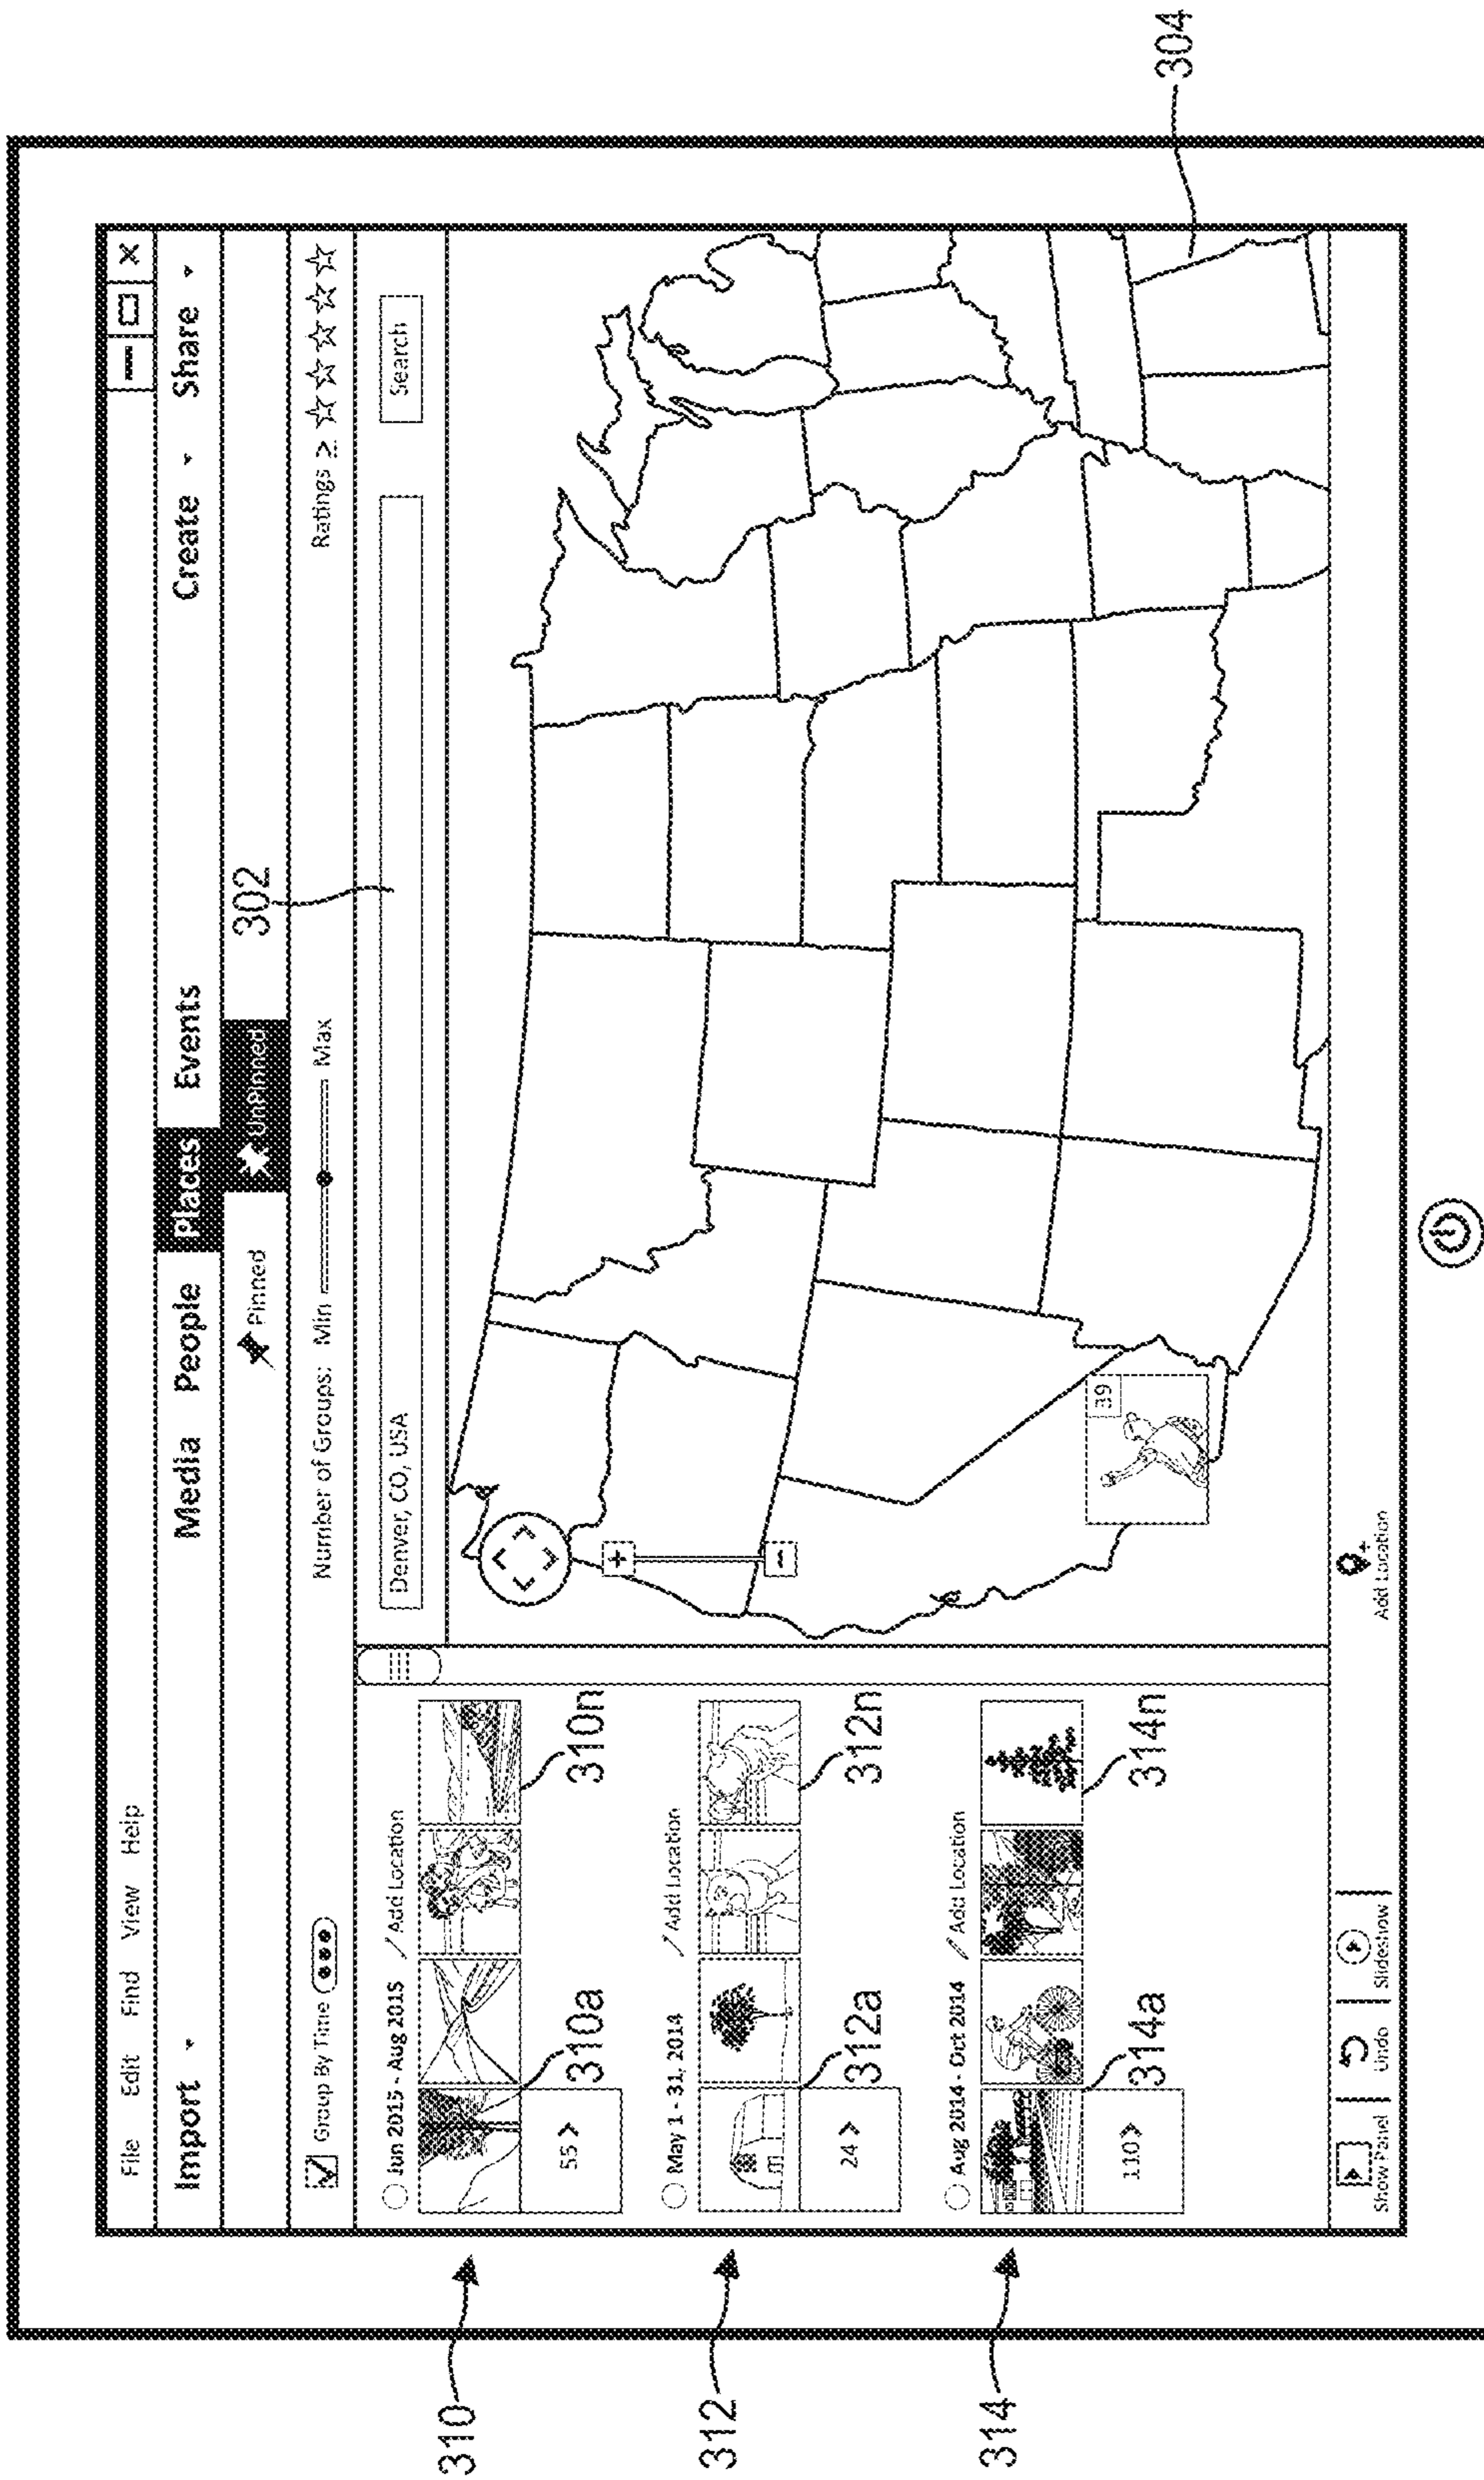 File Edit Find View Help
Import Media People Places Events Create Share
Pinned UnPinned
302
Group By Time Number of Groups: Min Max Ratings ≥
Denver, CO, USA Search
310
Jun 2015 - Aug 2015 Add Location
55 >
310a 310n
312
May 1 - 31, 2014 Add Location
24 >
312a 312n
314
Aug 2014 - Oct 2014 Add Location
110 >
314a 314n
39
304
Show Panel Undo Slideshow Add Location